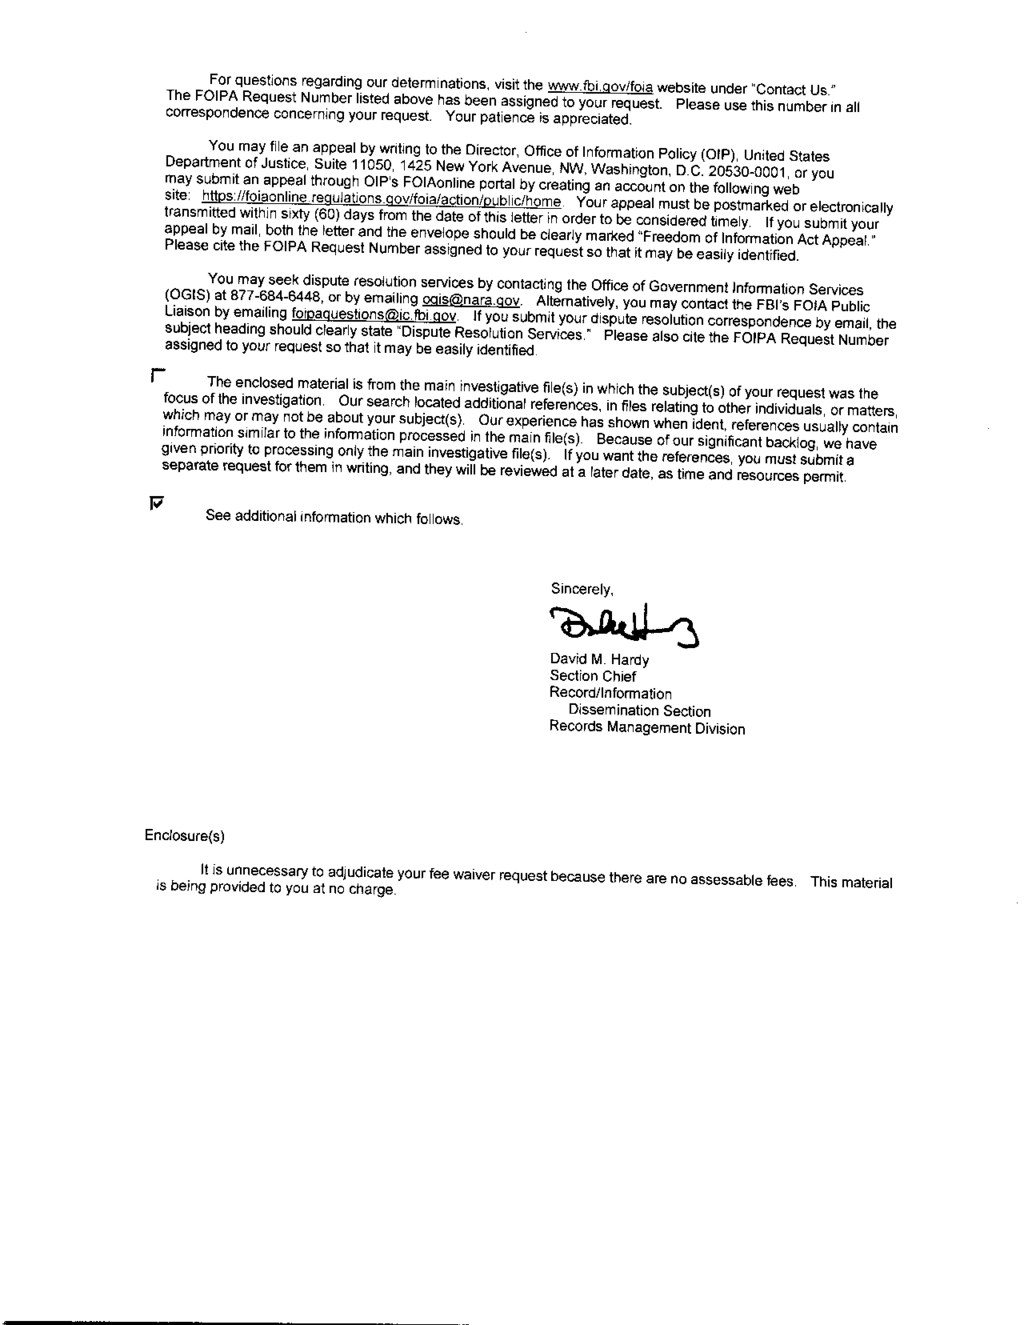 For questions regarding our determinations, visit the www.fbi.gov/foia website under "Contact Us."
The FOIPA Request Number listed above has been assigned to your request. Please use this number in all
correspondence concerning your request. Your patience is appreciated.
You may file an appeal by writing to the Director, Office of Information Policy (OIP), United States
Department of Justice, Suite 11050, 1425 New York Avenue, NW, Washington, D.C. 20530-0001, or you
may submit an appeal through OIP's FOIAonline portal by creating an account on the following web
site: https://foiaonline.regulations.gov/foia/action/public/home. Your appeal must be postmarked or electronically
transmitted within sixty (60) days from the date of this letter in order to be considered timely. If you submit your
appeal by mail, both the letter and the envelope should be clearly marked "Freedom of Information Act Appeal."
Please cite the FOIPA Request Number assigned to your request so that it may be easily identified.
You may seek dispute resolution services by contacting the Office of Government Information Services
(OGIS) at 877-684-6448, or by emailing ogis@nara.gov. Alternatively, you may contact the FBI's FOIA Public
Liaison by emailing foipaquestions@ic.fbi.gov. If you submit your dispute resolution correspondence by email, the
subject heading should clearly state "Dispute Resolution Services." Please also cite the FOIPA Request Number
assigned to your request so that it may be easily identified.
The enclosed material is from the main investigative file(s) in which the subject(s) of your request was the
focus of the investigation. Our search located additional references, in files relating to other individuals, or matters,
which may or may not be about your subject(s). Our experience has shown when ident, references usually contain
information similar to the information processed in the main file(s). Because of our significant backlog, we have
given priority to processing only the main investigative file(s). If you want the references, you must submit a
separate request for them in writing, and they will be reviewed at a later date, as time and resources permit.
See additional information which follows.
Sincerely,
David M. Hardy
Section Chief
Record/Information
Dissemination Section
Records Management Division
Enclosure(s)
It is unnecessary to adjudicate your fee waiver request because there are no assessable fees. This material
is being provided to you at no charge.